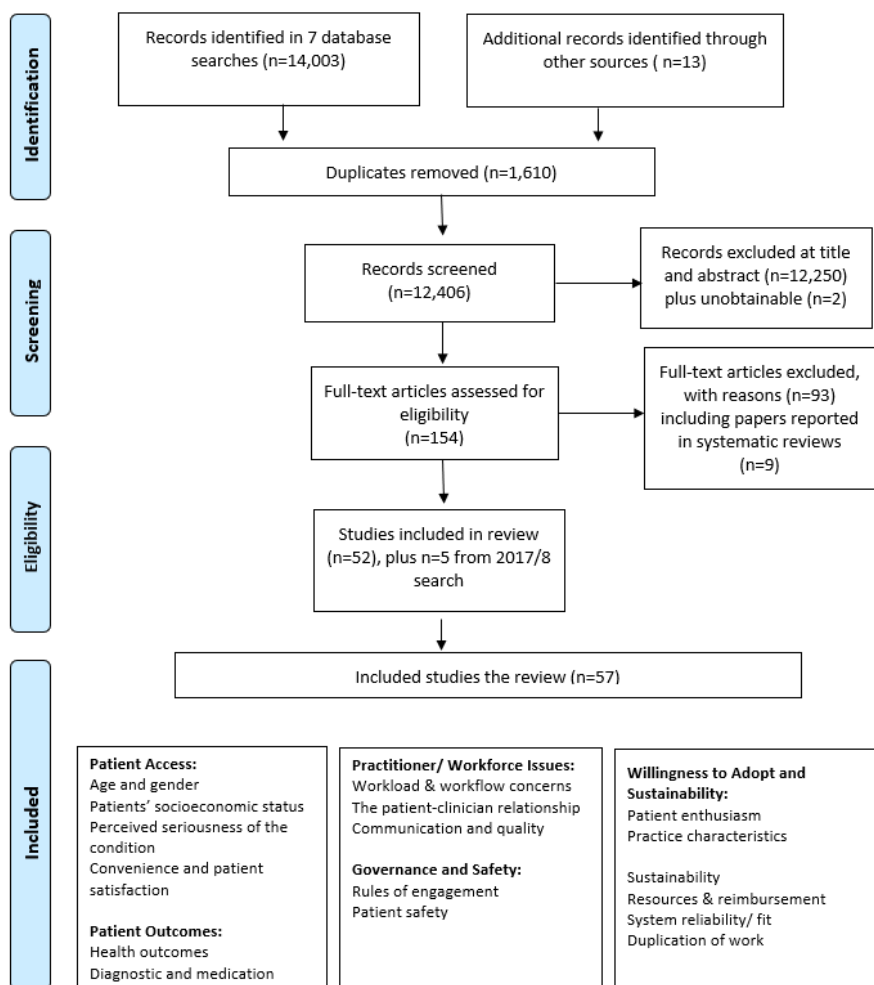 Identification
Records identified in 7 database
searches (n=14,003)
Additional records identified through
other sources ( n=13)
Duplicates removed (n=1,610)
Screening
Records screened
(n=12,406)
Records excluded at title
and abstract (n=12,250)
plus unobtainable (n=2)
Full-text articles assessed for
eligibility
(n=154)
Full-text articles excluded,
with reasons (n=93)
including papers reported
in systematic reviews
(n=9)
Eligibility
Studies included in review
(n=52), plus n=5 from 2017/8
search
Included
Included studies the review (n=57)
Patient Access:
Age and gender
Patients’ socioeconomic status
Perceived seriousness of the
condition
Convenience and patient
satisfaction
Patient Outcomes:
Health outcomes
Diagnostic and medication
Practitioner/ Workforce Issues:
Workload & workflow concerns
The patient-clinician relationship
Communication and quality
Governance and Safety:
Rules of engagement
Patient safety
Willingness to Adopt and
Sustainability:
Patient enthusiasm
Practice characteristics
Sustainability
Resources & reimbursement
System reliability/ fit
Duplication of work